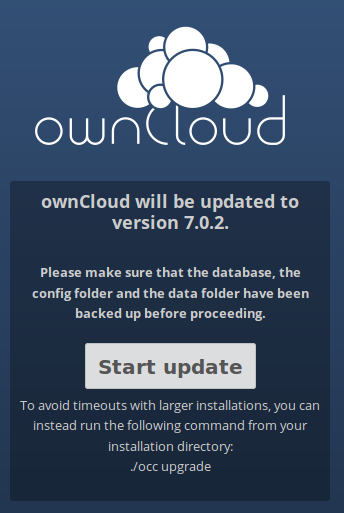 ownCloud
ownCloud will be updated to
version 7.0.2.
Please make sure that the database, the
config folder and the data folder have been
backed up before proceeding.
Start update
To avoid timeouts with larger installations, you can
instead run the following command from your
installation directory:
./occ upgrade